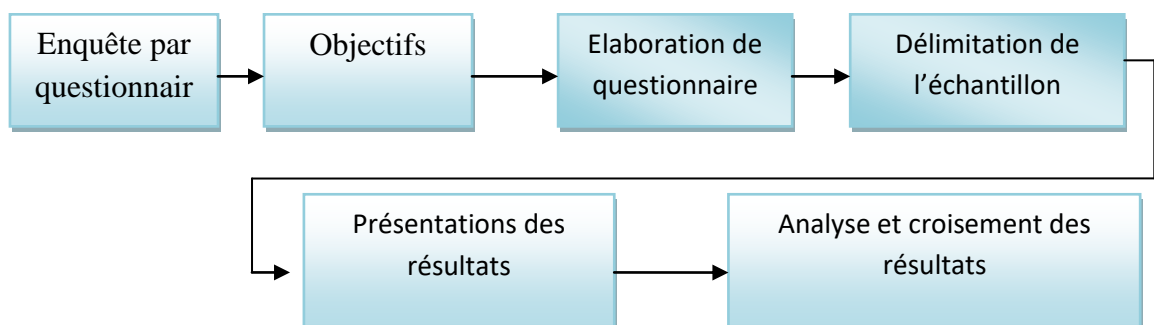 Enquête par
questionnair
Objectifs
Elaboration de
questionnaire
Délimitation de
l’échantillon
Présentations des
résultats
Analyse et croisement des
résultats